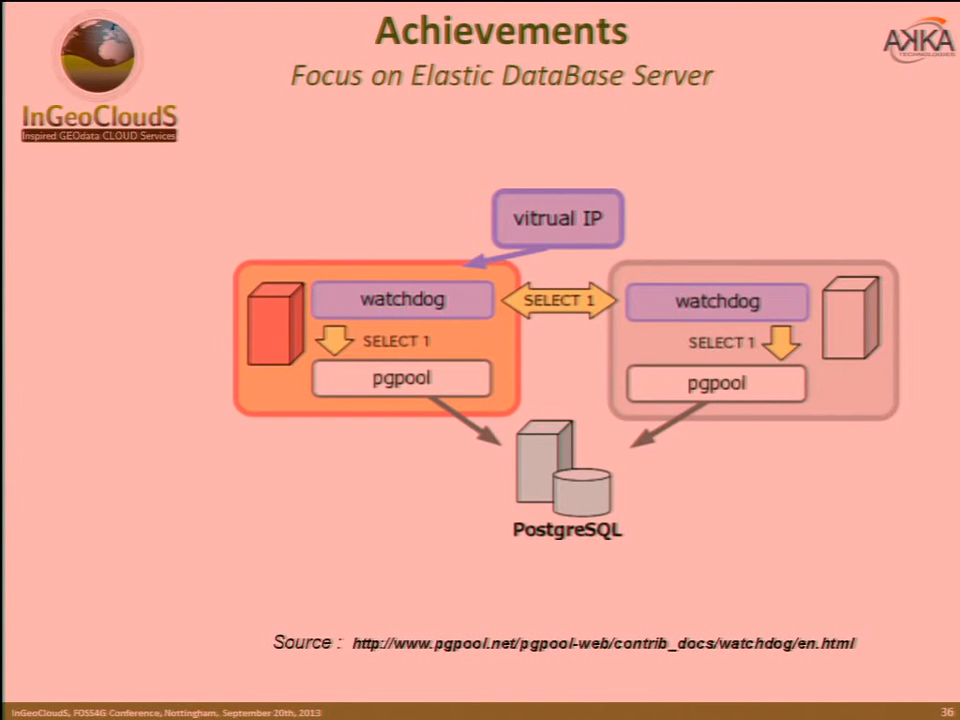 Achievements
Focus on Elastic DataBase Server
InGeoCloudS
Inspired GEOdata CLOUD Services
AKKA
TECHNOLOGIES
vitrual IP
watchdog
SELECT 1
watchdog
SELECT 1
SELECT 1
pgpool
pgpool
PostgreSQL
Source : http://www.pgpool.net/pgpool-web/contrib_docs/watchdog/en.html
InGeoCloudS, FOSS4G Conference, Nottingham, September 20th, 2013
36